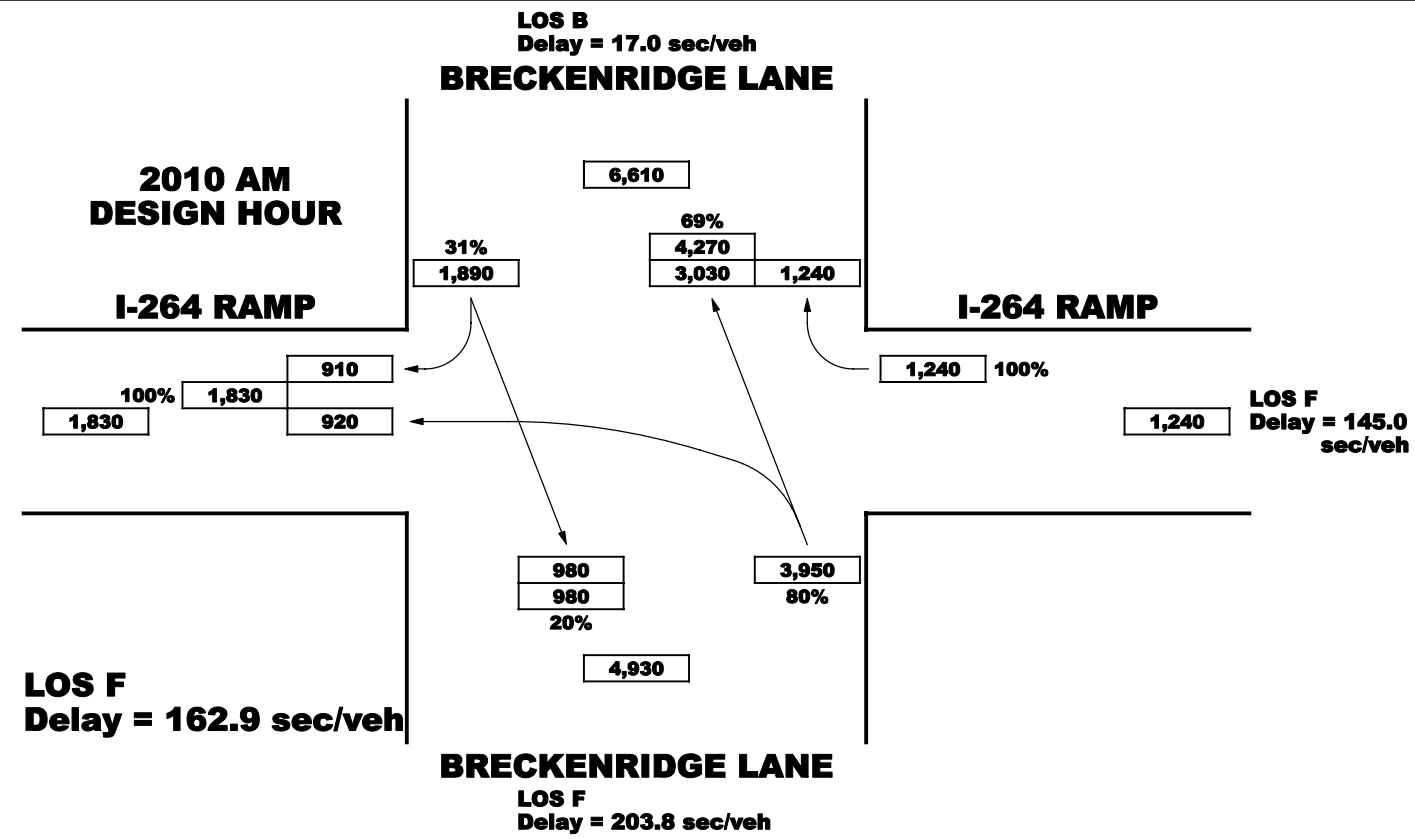 LOS B
Delay = 17.0 sec/veh
BRECKENRIDGE LANE
2010 AM
DESIGN HOUR
6,610
69%
31%
4,270
1,890
3,030 1,240
I-264 RAMP
I-264 RAMP
910
1,240 100%
100% 1,830
1,830
920
1,240
LOS F
Delay = 145.0
sec/veh
980
3,950
980
80%
20%
4,930
LOS F
Delay = 162.9 sec/veh
BRECKENRIDGE LANE
LOS F
Delay = 203.8 sec/veh